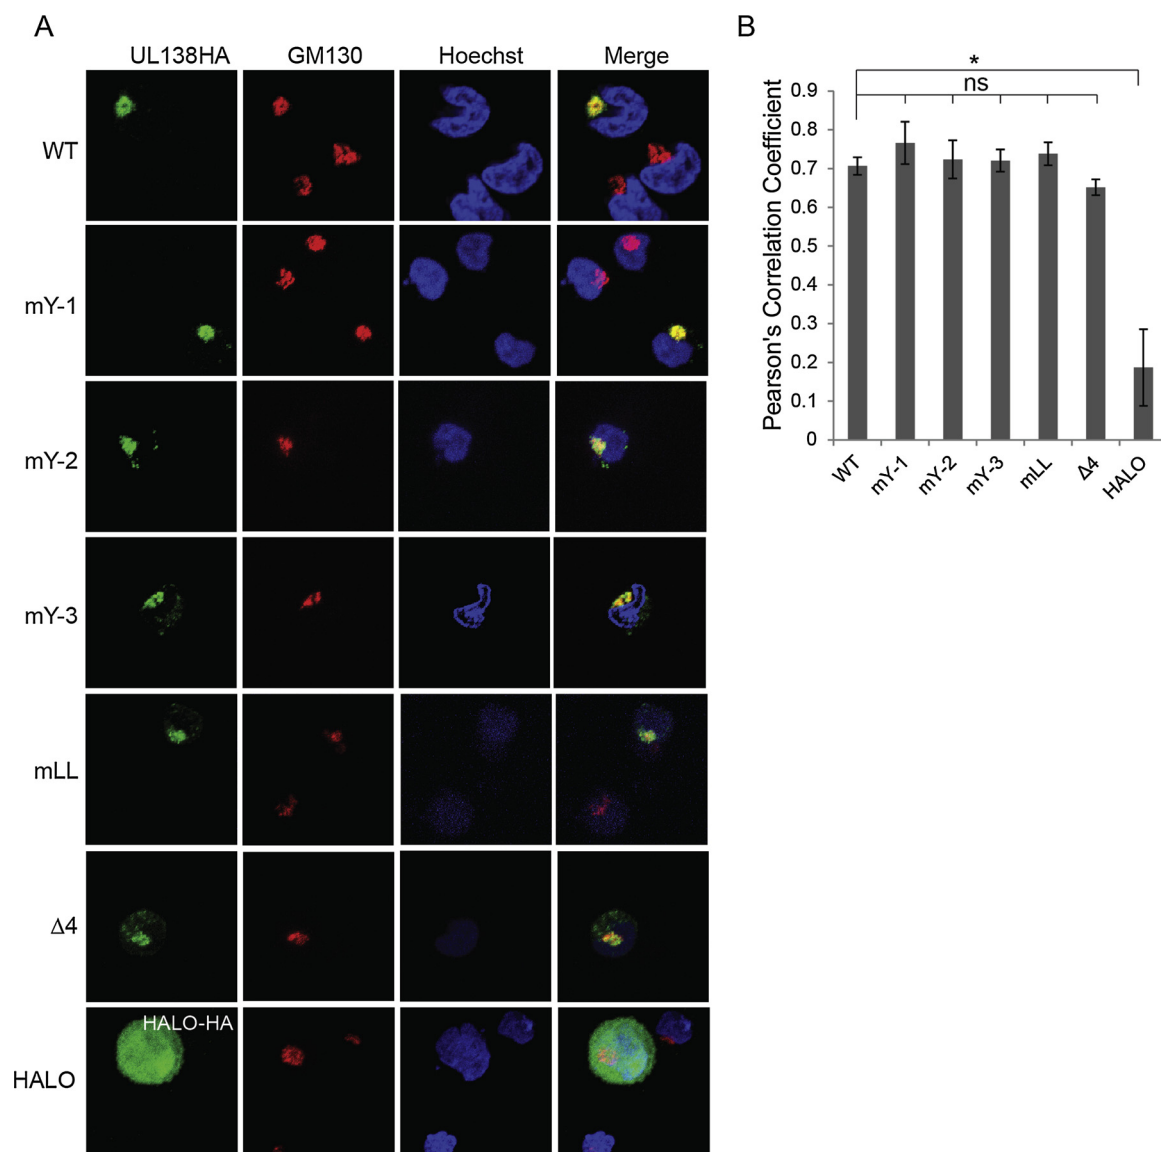 A
UL138HA GM130 Hoechst Merge
WT
mY-1
mY-2
mY-3
mLL
Δ4
HALO-HA
HALO
B
*
ns
Pearson's Correlation Coefficient
0.9
0.8
0.7
0.6
0.5
0.4
0.3
0.2
0.1
0
WT mY-1 mY-2 mY-3 mLL Δ4 HALO